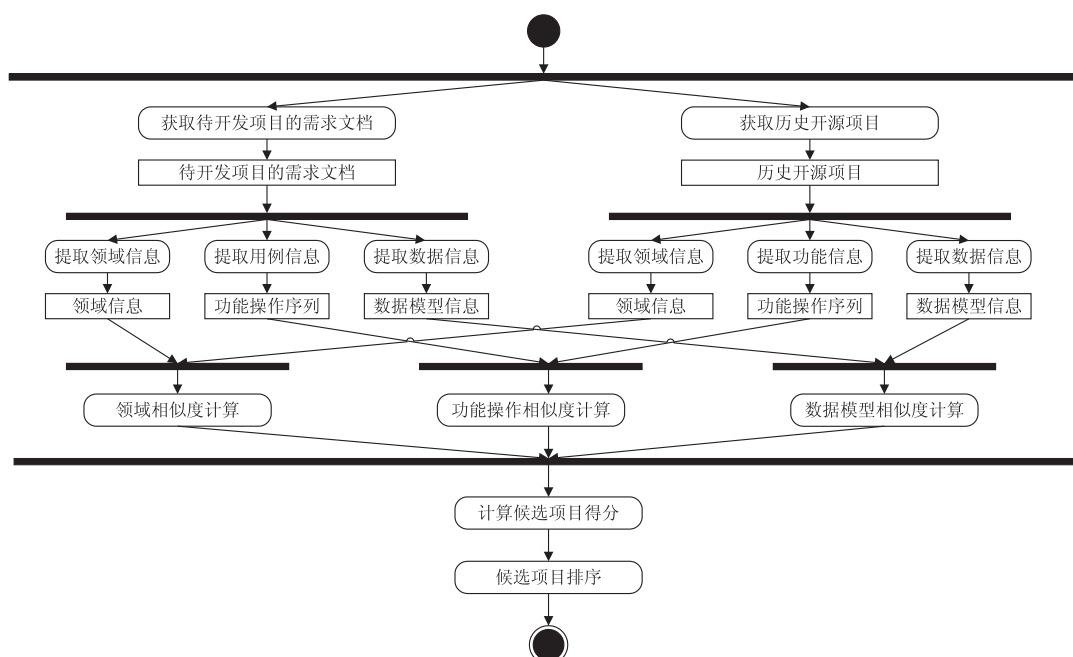 获取待开发项目的需求文档
获取历史开源项目
待开发项目的需求文档
历史开源项目
提取领域信息
提取用例信息
提取数据信息
提取领域信息
提取功能信息
提取数据信息
领域信息
功能操作序列
数据模型信息
领域信息
功能操作序列
数据模型信息
领域相似度计算
功能操作相似度计算
数据模型相似度计算
计算候选项目得分
候选项目排序